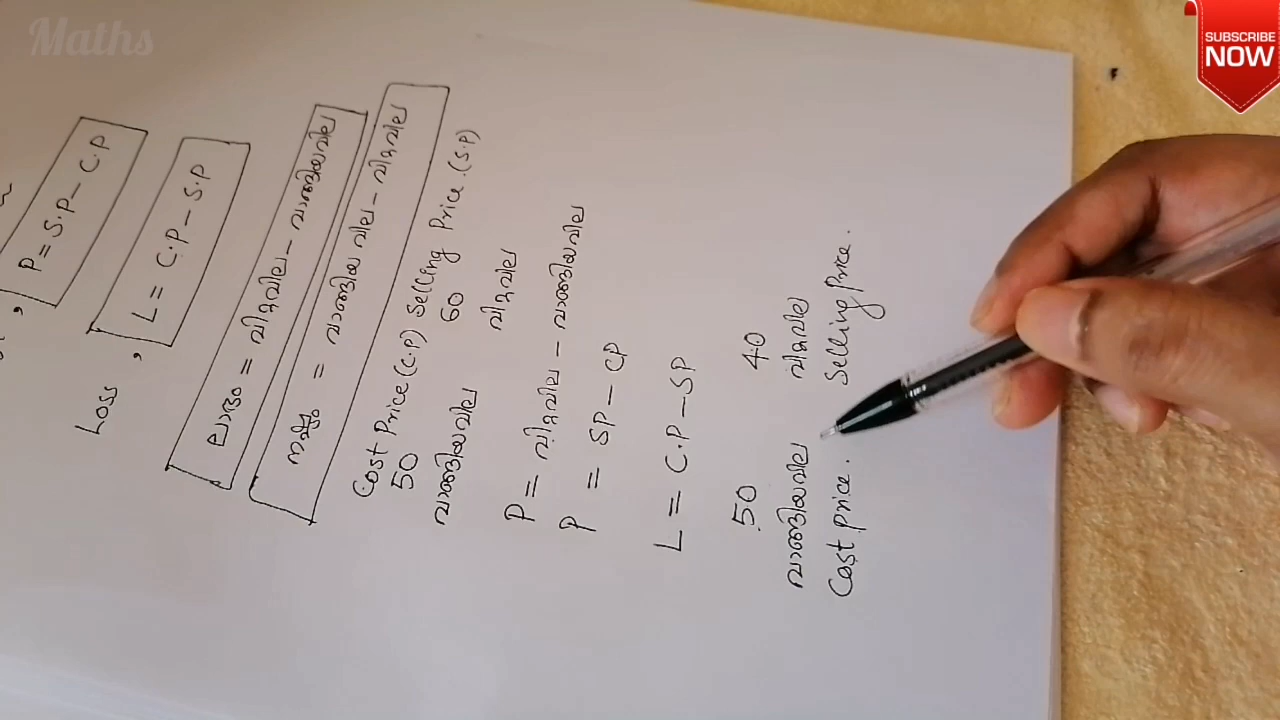 Maths
SUBSCRIBE
NOW
, P = S.P - C.P
Loss , L = C.P - S.P
ലാഭം = വിറ്റവില - വാങ്ങിയവില
നഷ്ടം = വാങ്ങിയ വില - വിറ്റവില
Cost Price (C.P) Selling Price. (S.P)
50 60
വാങ്ങിയവില വിറ്റവില
P = വിറ്റവില - വാങ്ങിയവില
P = SP - CP
L = C.P - SP
50 40
വാങ്ങിയവില വിറ്റവില
Cost price. Selling Price.